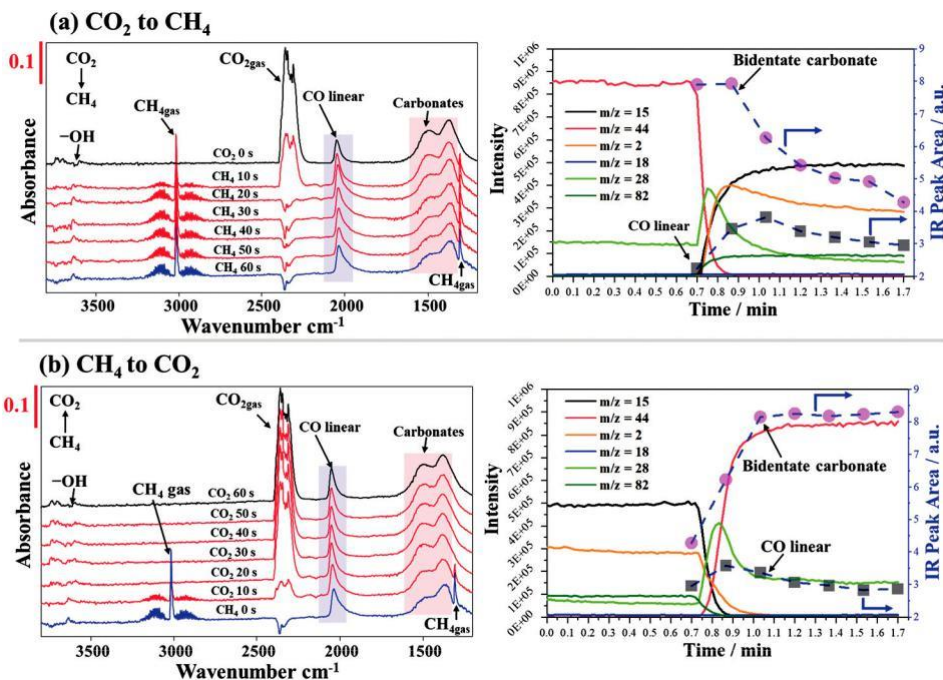 (a) CO2 to CH4
0.1
CO2
CH4
−OH
CH4gas
CO2gas
CO linear
Carbonates
CO2 0 s
CH4 10 s
CH4 20 s
CH4 30 s
CH4 40 s
CH4 50 s
CH4 60 s
CH4gas
Absorbance
3500 3000 2500 2000 1500
Wavenumber cm-1
1E+06
9E+05
8E+05
7E+05
6E+05
5E+05
4E+05
3E+05
2E+05
1E+05
0E+00
Intensity
m/z = 15
m/z = 44
m/z = 2
m/z = 18
m/z = 28
m/z = 82
Bidentate carbonate
CO linear
9
8
7
6
5
4
3
2
IR Peak Area / a.u.
0.0 0.1 0.2 0.3 0.4 0.5 0.6 0.7 0.8 0.9 1.0 1.1 1.2 1.3 1.4 1.5 1.6 1.7
Time / min
(b) CH4 to CO2
0.1
CO2
CH4
−OH
CH4 gas
CO2gas
CO linear
Carbonates
CO2 60 s
CO2 50 s
CO2 40 s
CO2 30 s
CO2 20 s
CO2 10 s
CH4 0 s
CH4gas
Absorbance
3500 3000 2500 2000 1500
Wavenumber cm-1
1E+06
9E+05
8E+05
7E+05
6E+05
5E+05
4E+05
3E+05
2E+05
1E+05
0E+00
Intensity
m/z = 15
m/z = 44
m/z = 2
m/z = 18
m/z = 28
m/z = 82
Bidentate carbonate
CO linear
9
8
7
6
5
4
3
2
IR Peak Area / a.u.
0.0 0.1 0.2 0.3 0.4 0.5 0.6 0.7 0.8 0.9 1.0 1.1 1.2 1.3 1.4 1.5 1.6 1.7
Time / min